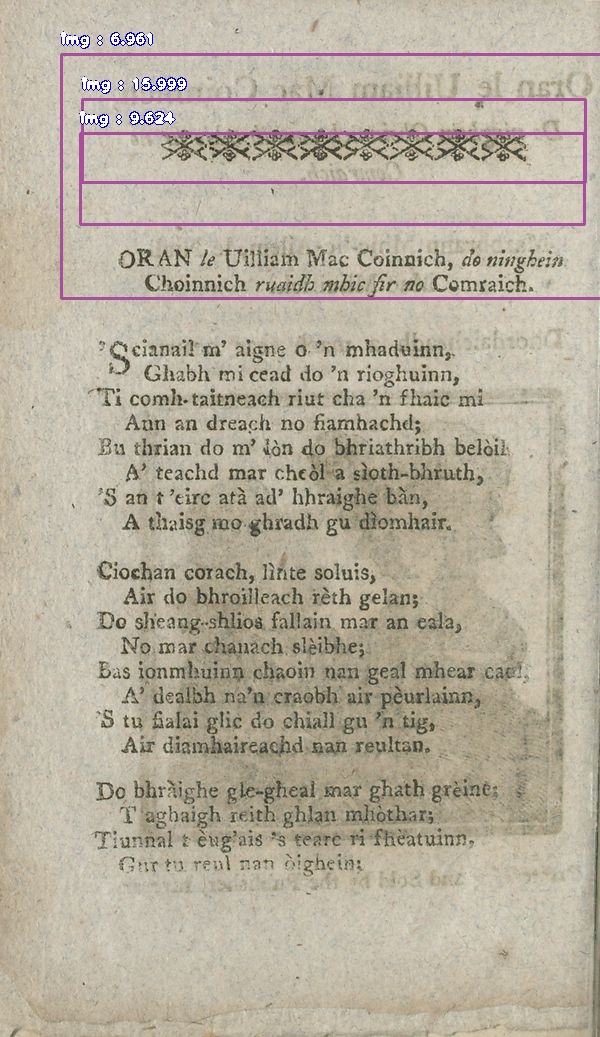 img : 6.961
img : 15.999
img : 9.624
ORAN le Uilliam Mac Coinnich, do ninghein
Choinnich ruaidh mhic fir no Comraich.
'Scianail m' aigne o 'n mhaduinn,
Ghabh mi cead do 'n rioghuinn,
Ti comh-taitneach riut cha 'n fhaic mi
Ann an dreach no fiamhachd;
Bu thrian do m' lòn do bhriathribh belòil
A' teachd mar cheòl a sìoth-bhruth,
'S an t 'eirc atà ad' hhraighe bàn,
A thaisg mo ghradh gu dìomhair.
Ciochan corach, lìnte soluis,
Air do bhroilleach rèth gelan;
Do sheang-shlios fallain mar an eala,
No mar chanach slèibhe;
Bas ionmhuinn chaoin nan geal mhear caol,
A' dealbh na'n craobh air pèurlainn,
'S tu fialai glic do chiall gu 'n tig,
Air diamhaireachd nan reultan.
Do bhràighe gle-gheal mar ghath grèine;
T aghaigh reith ghlan mhòthar;
Tiunnal t èug'ais 's tearc ri fhèatuinn,
Gur tu reul nan òighein;